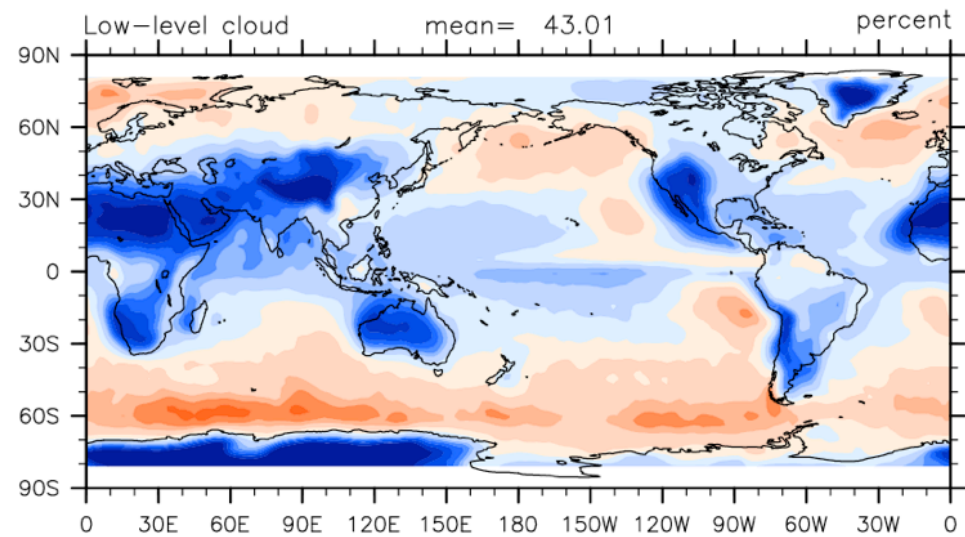 Low-level cloud mean= 43.01 percent
90N
60N
30N
0
30S
60S
90S
0 30E 60E 90E 120E 150E 180 150W 120W 90W 60W 30W 0